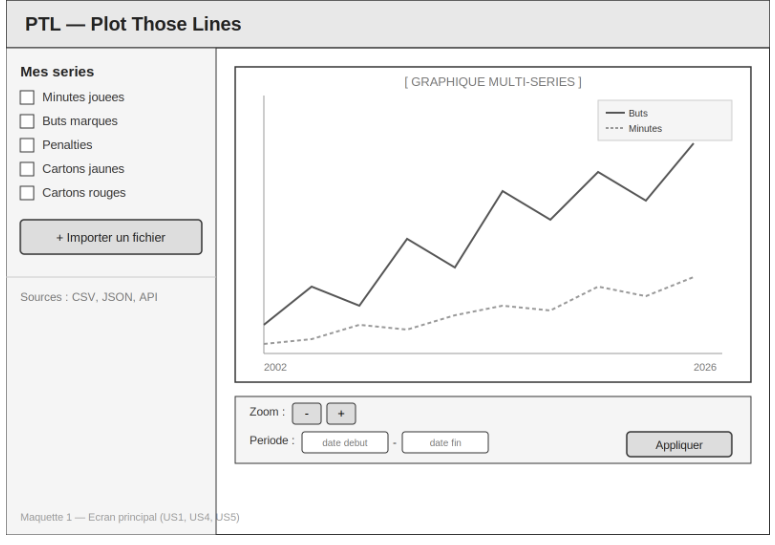 PTL — Plot Those Lines
Mes series
Minutes jouees
Buts marques
Penalties
Cartons jaunes
Cartons rouges
+ Importer un fichier
Sources : CSV, JSON, API
[ GRAPHIQUE MULTI-SERIES ]
Buts
Minutes
2002 2026
Zoom : - +
Periode : date debut - date fin
Appliquer
Maquette 1 — Ecran principal (US1, US4, US5)